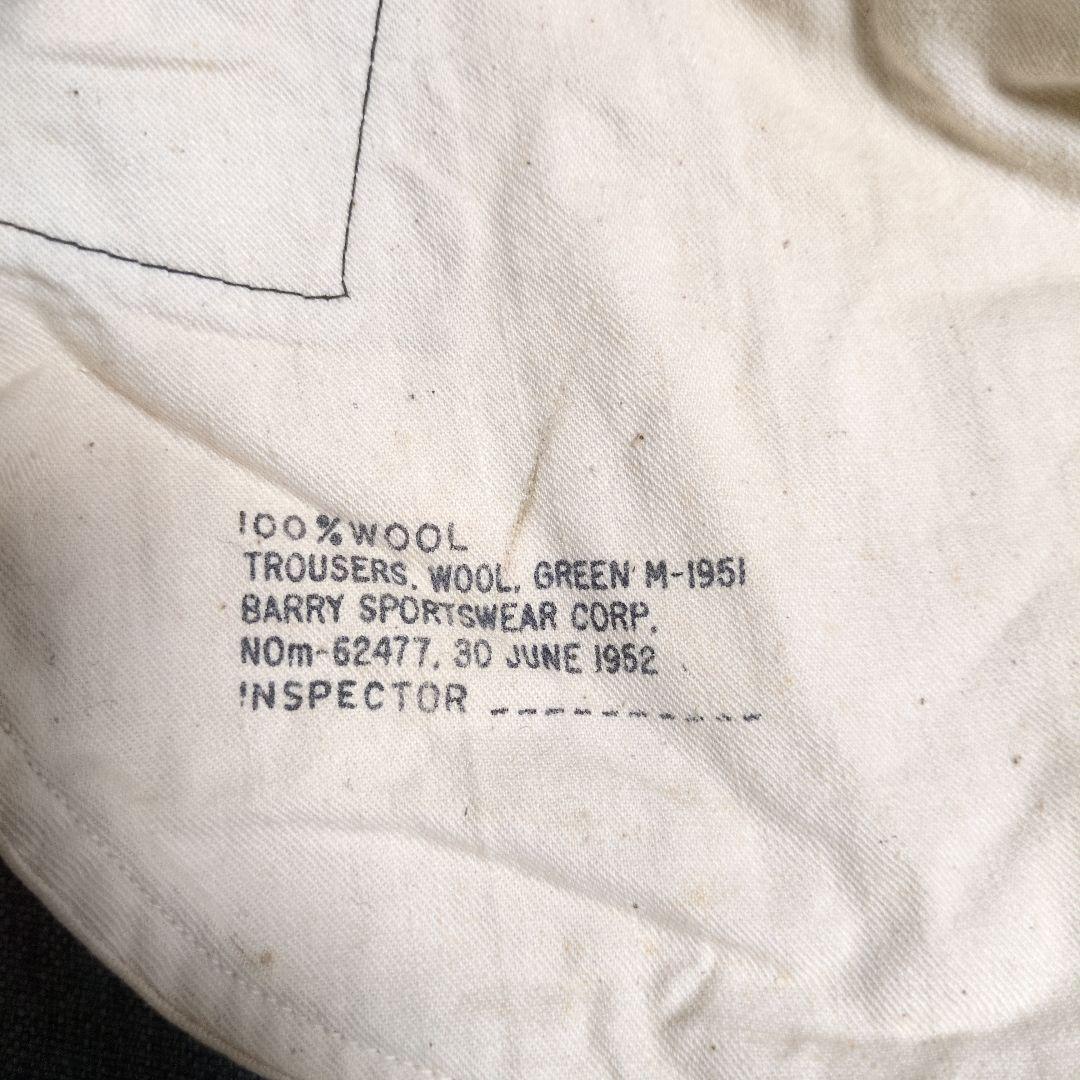 100% WOOL
TROUSERS, WOOL, GREEN M-1951
BARRY SPORTSWEAR CORP.
NOm-62477, 30 JUNE 1952
INSPECTOR ----------